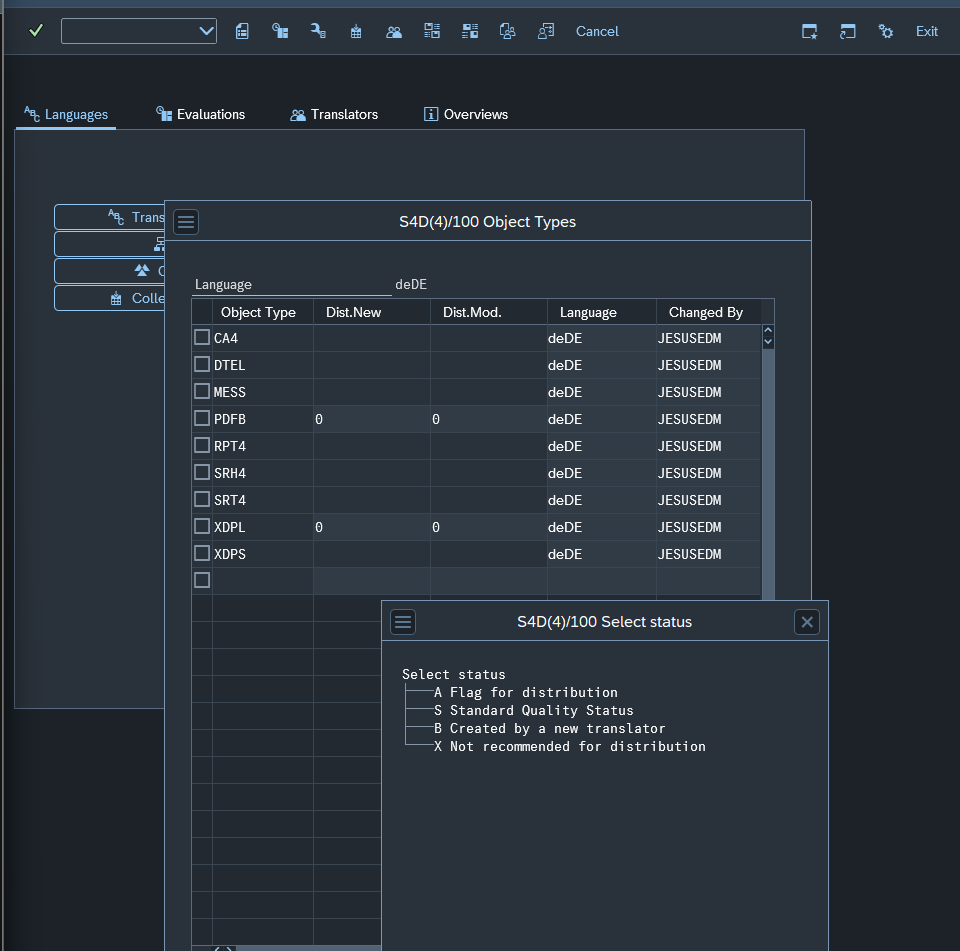 Cancel
Exit
Languages
Evaluations
Translators
Overviews
Trans
Colle
S4D(4)/100 Object Types
Language deDE
Object Type Dist.New Dist.Mod. Language Changed By
CA4 deDE JESUSEDM
DTEL deDE JESUSEDM
MESS deDE JESUSEDM
PDFB 0 0 deDE JESUSEDM
RPT4 deDE JESUSEDM
SRH4 deDE JESUSEDM
SRT4 deDE JESUSEDM
XDPL 0 0 deDE JESUSEDM
XDPS deDE JESUSEDM
S4D(4)/100 Select status
Select status
A Flag for distribution
S Standard Quality Status
B Created by a new translator
X Not recommended for distribution